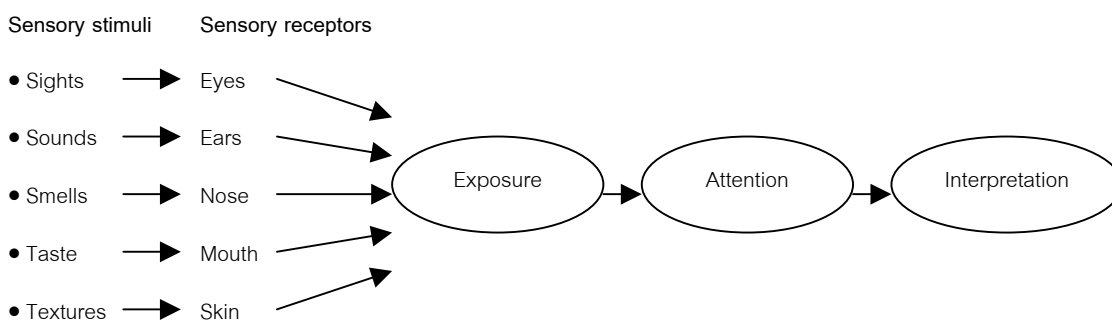 Sensory stimuli Sensory receptors
● Sights Eyes
● Sounds Ears
● Smells Nose
● Taste Mouth
● Textures Skin
Exposure Attention Interpretation